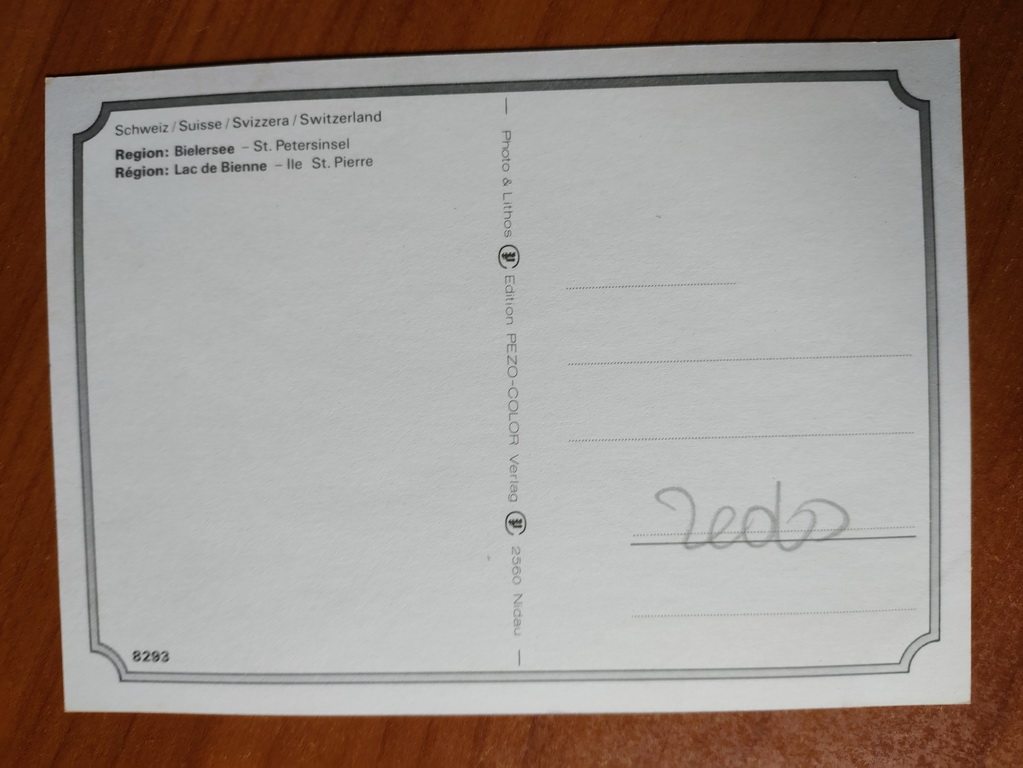 Schweiz / Suisse / Svizzera / Switzerland
Region: Bielersee – St. Petersinsel
Région: Lac de Bienne – Ile St. Pierre
Photo & Lithos Edition PEZO-COLOR Verlag 2560 Nidau
8293